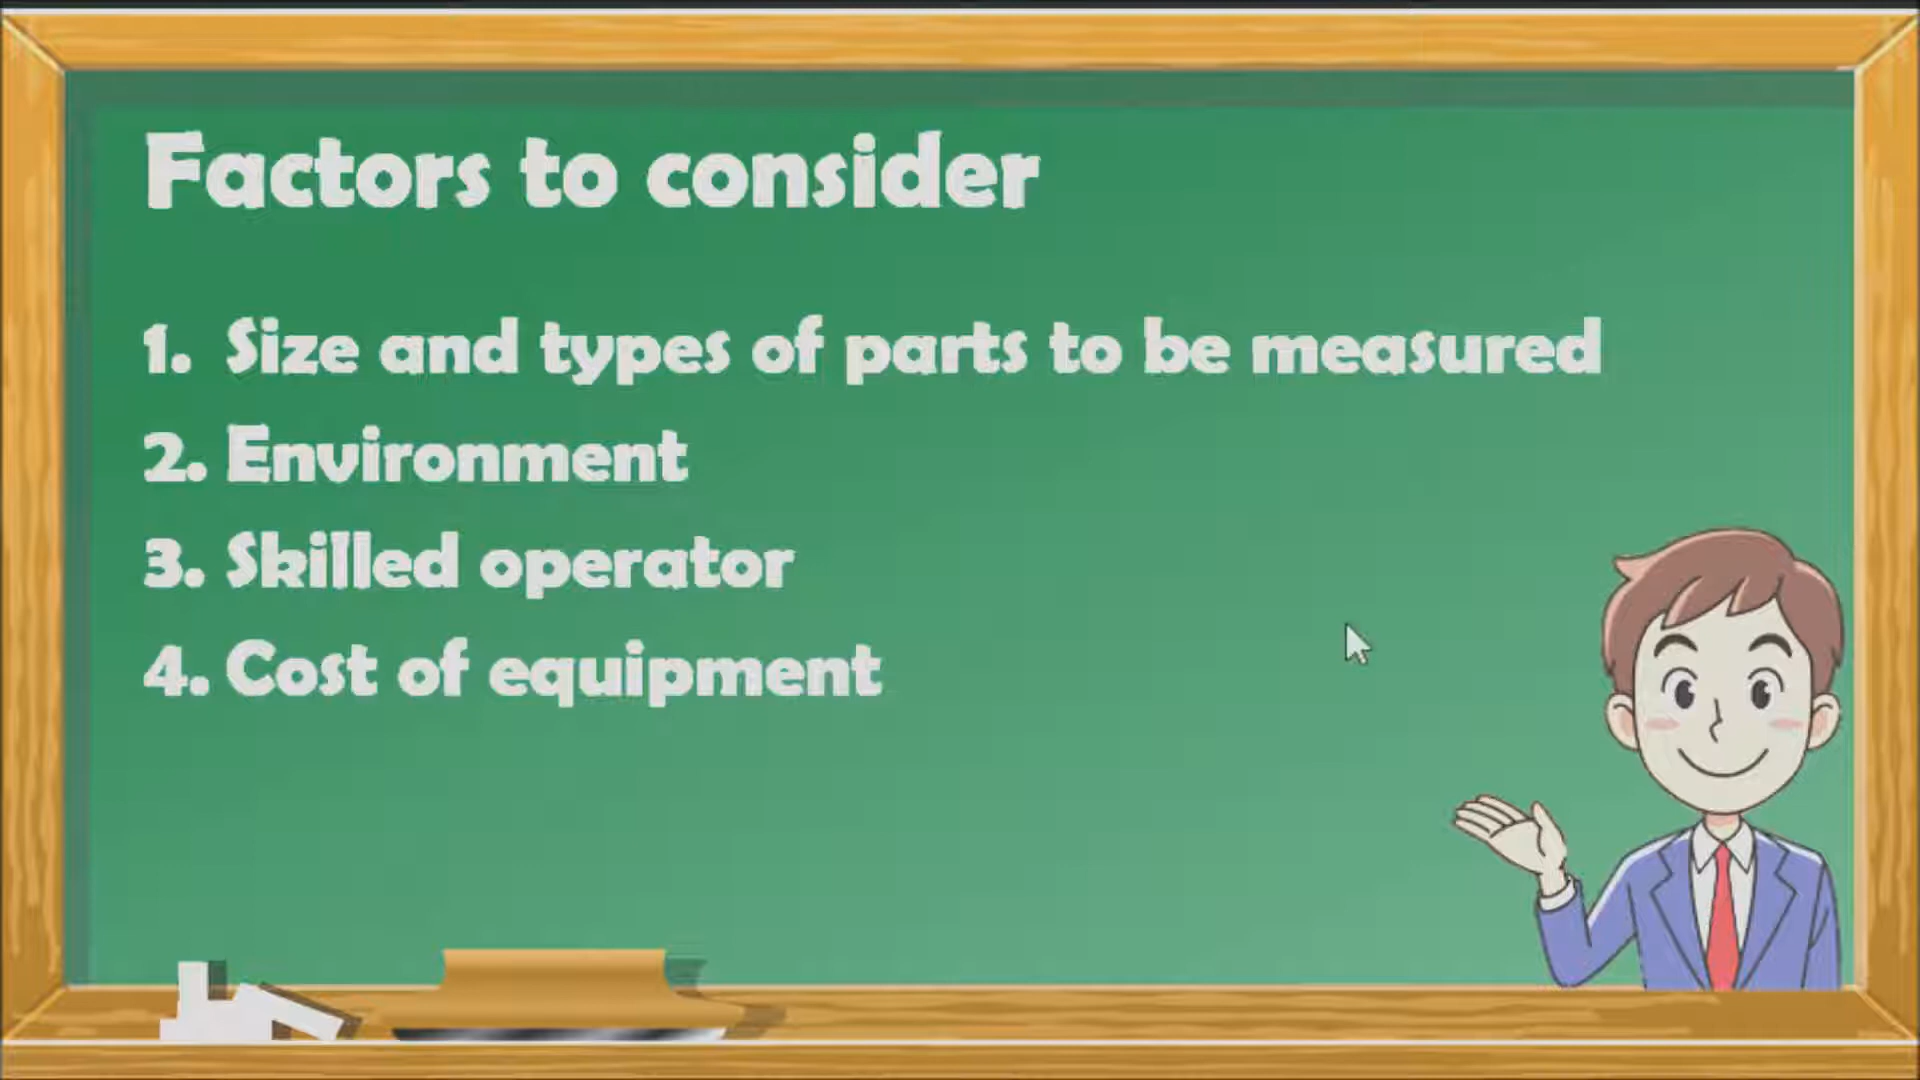 Factors to consider
1. Size and types of parts to be measured
2. Environment
3. Skilled operator
4. Cost of equipment